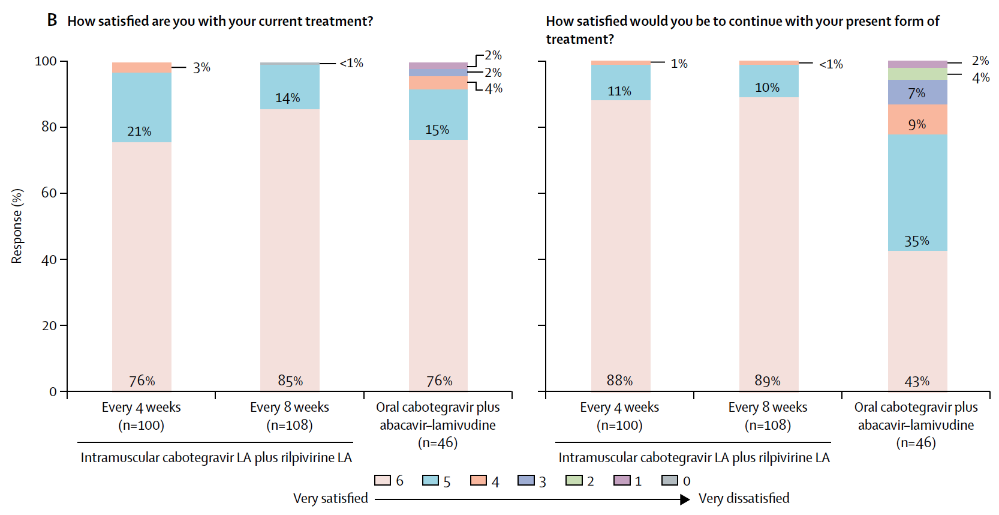 B How satisfied are you with your current treatment?
How satisfied would you be to continue with your present form of
treatment?
Response (%)
100
80
60
40
20
0
3%
21%
76%
<1%
14%
85%
2%
2%
4%
15%
76%
1%
11%
88%
<1%
10%
89%
2%
4%
7%
9%
35%
43%
Every 4 weeks
(n=100)
Every 8 weeks
(n=108)
Oral cabotegravir plus
abacavir–lamivudine
(n=46)
Intramuscular cabotegravir LA plus rilpivirine LA
Every 4 weeks
(n=100)
Every 8 weeks
(n=108)
Oral cabotegravir plus
abacavir–lamivudine
(n=46)
Intramuscular cabotegravir LA plus rilpivirine LA
6 5 4 3 2 1 0
Very satisfied Very dissatisfied